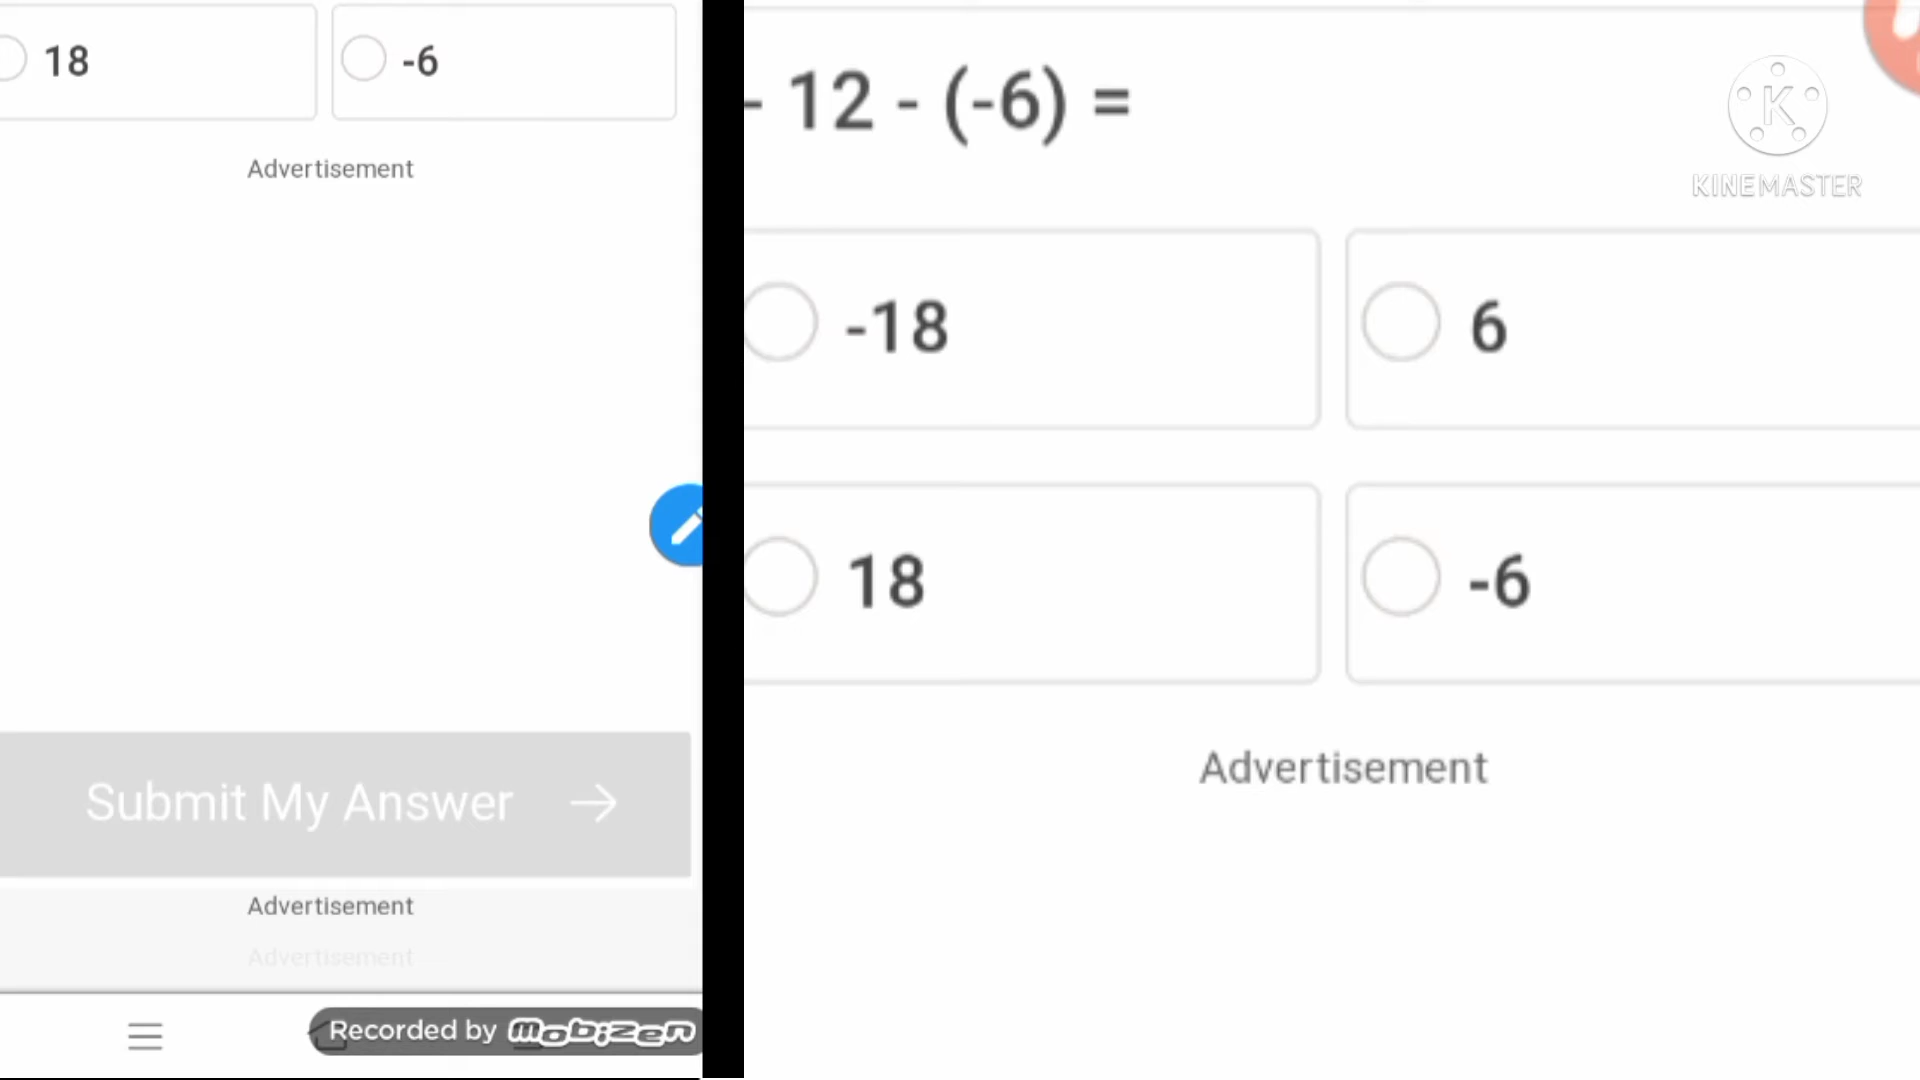 18
-6
Advertisement
Submit My Answer
Advertisement
Advertisement
Recorded by mobizen
- 12 - (-6) =
KINEMASTER
-18
6
18
-6
Advertisement